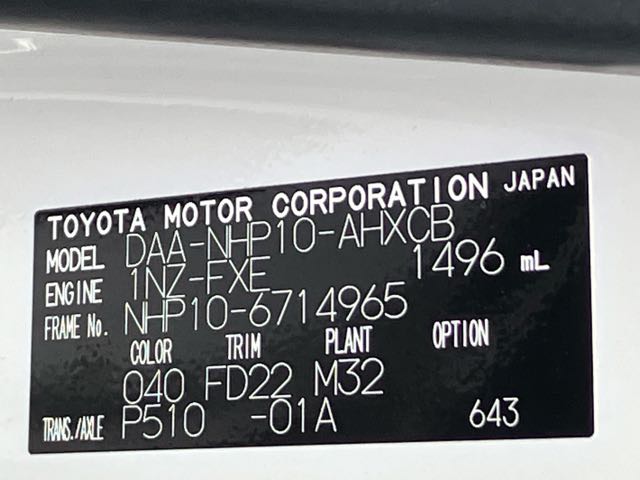 TOYOTA MOTOR CORPORATION JAPAN
MODEL DAA-NHP10-AHXCB
ENGINE 1NZ-FXE 1496 mL
FRAME No. NHP10-6714965
COLOR TRIM PLANT OPTION
040 FD22 M32
TRANS./AXLE P510 -01A 643